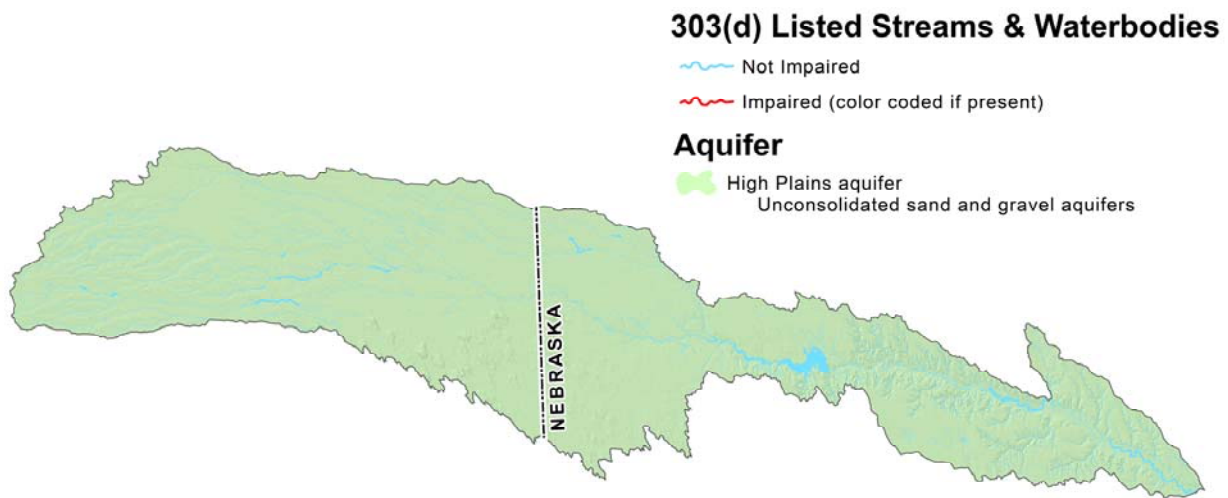 303(d) Listed Streams & Waterbodies
Not Impaired
Impaired (color coded if present)
Aquifer
High Plains aquifer
Unconsolidated sand and gravel aquifers
NEBRASKA